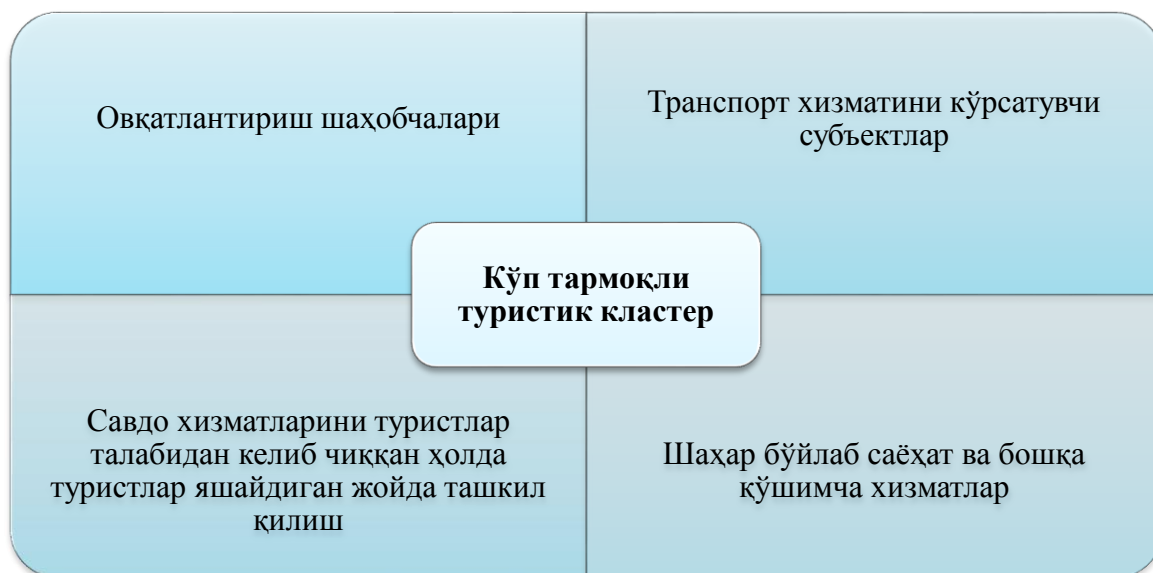 Овқатлантириш шаҳобчалари
Транспорт хизматини кўрсатувчи
субъектлар
Кўп тармоқли
туристик кластер
Савдо хизматларини туристлар
талабидан келиб чиққан ҳолда
туристлар яшайдиган жойда ташкил
қилиш
Шаҳар бўйлаб саёҳат ва бошқа
қўшимча хизматлар